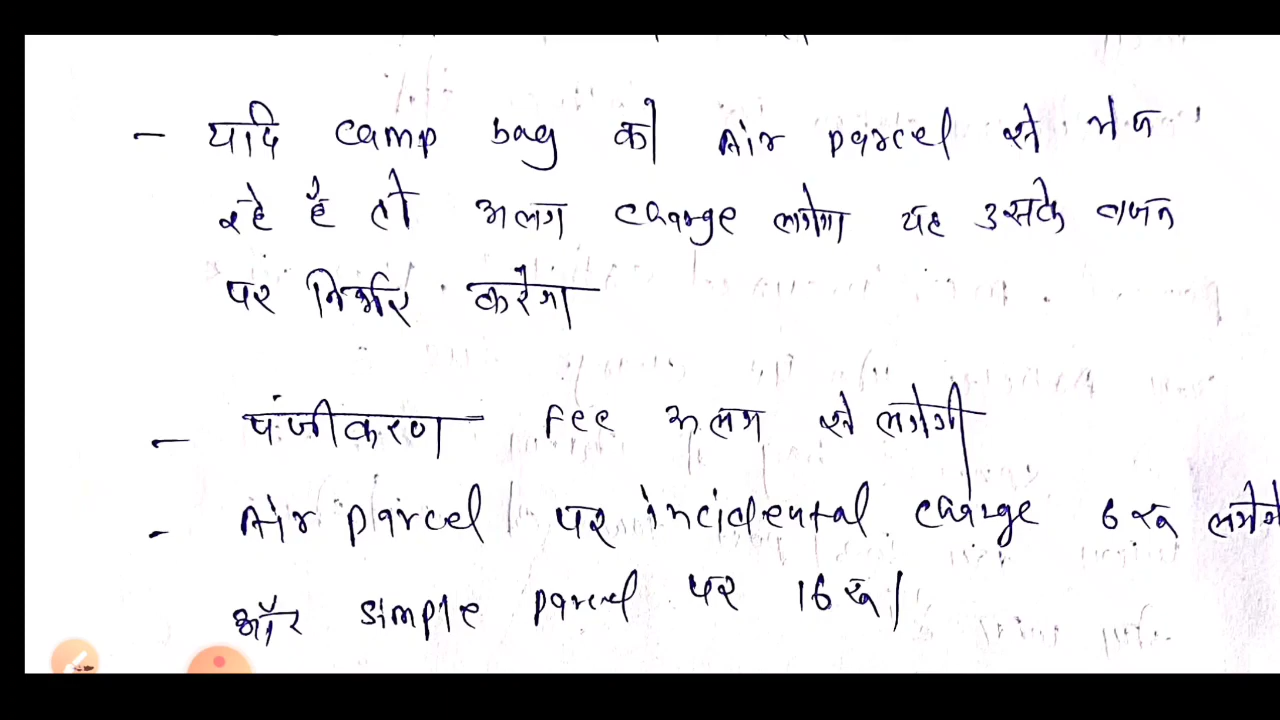 - यदि camp bag को Air parcel से भेज
रहे है तो अलग charge लगेगा यह उसके वजन
पर निर्भर करेगा
- पंजीकरण fee अलग से लगेगी
- Air parcel पर incidental charge 6 रू लगेगे
और simple parcel पर 16 रू।